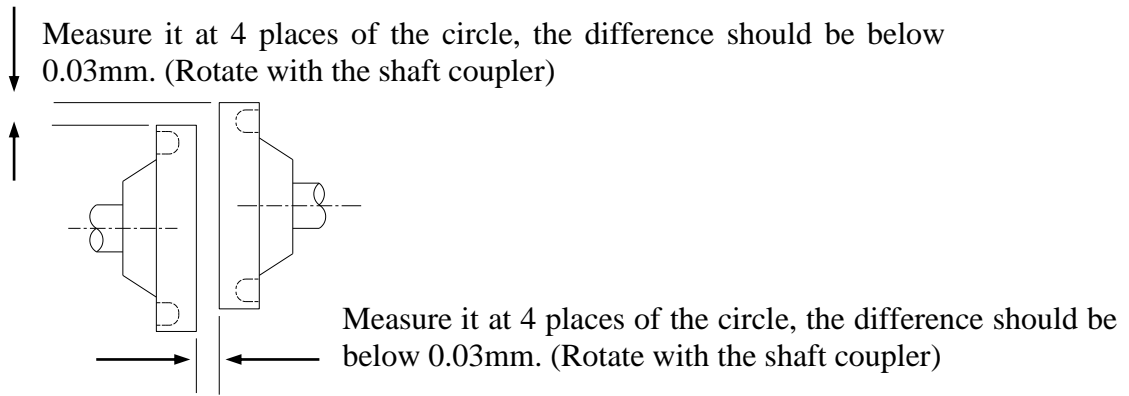 Measure it at 4 places of the circle, the difference should be below
0.03mm. (Rotate with the shaft coupler)
Measure it at 4 places of the circle, the difference should be
below 0.03mm. (Rotate with the shaft coupler)